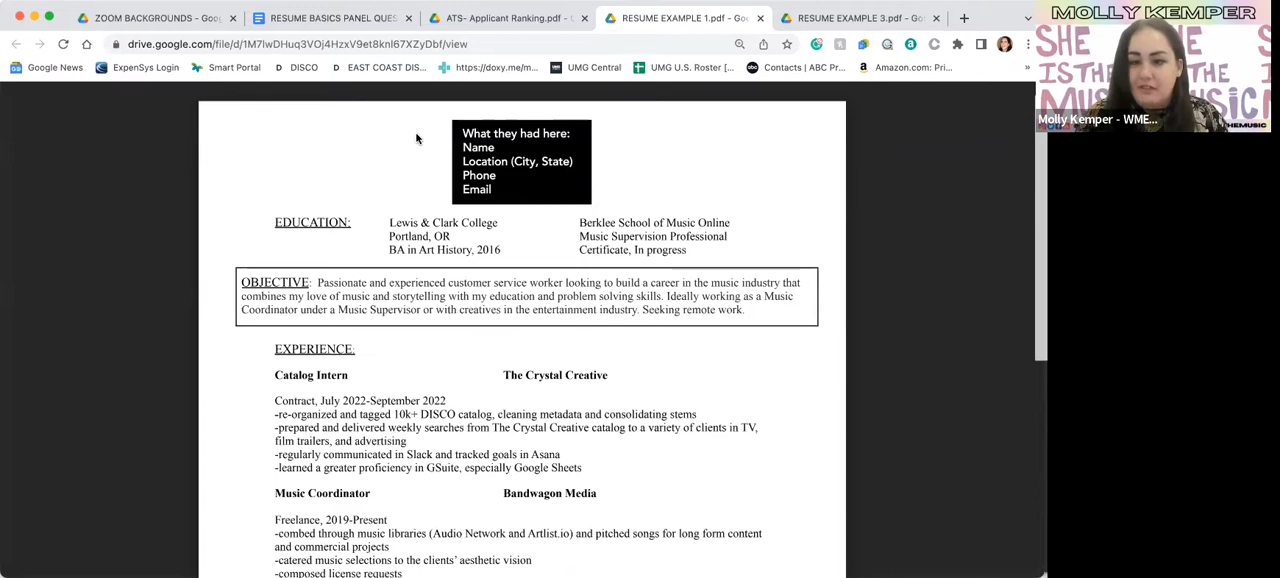 ZOOM BACKGROUNDS - Goog
RESUME BASICS PANEL QUES
ATS- Applicant Ranking.pdf - G
RESUME EXAMPLE 1.pdf - Goo
RESUME EXAMPLE 3.pdf - Go
drive.google.com/file/d/1M7lwDHuq3VOj4HzxV9et8knI67XZyDbf/view
Google News
ExpenSys Login
Smart Portal
D DISCO
D EAST COAST DIS...
https://doxy.me/m...
UMG Central
UMG U.S. Roster [...
Contacts | ABC Pr...
Amazon.com: Pri...
MOLLY KEMPER
SHE
IS THE
MUSIC
Molly Kemper - WME...
What they had here:
Name
Location (City, State)
Phone
Email
EDUCATION:
Lewis & Clark College
Portland, OR
BA in Art History, 2016
Berklee School of Music Online
Music Supervision Professional
Certificate, In progress
OBJECTIVE: Passionate and experienced customer service worker looking to build a career in the music industry that
combines my love of music and storytelling with my education and problem solving skills. Ideally working as a Music
Coordinator under a Music Supervisor or with creatives in the entertainment industry. Seeking remote work.
EXPERIENCE:
Catalog Intern
The Crystal Creative
Contract, July 2022-September 2022
-re-organized and tagged 10k+ DISCO catalog, cleaning metadata and consolidating stems
-prepared and delivered weekly searches from The Crystal Creative catalog to a variety of clients in TV,
film trailers, and advertising
-regularly communicated in Slack and tracked goals in Asana
-learned a greater proficiency in GSuite, especially Google Sheets
Music Coordinator
Bandwagon Media
Freelance, 2019-Present
-combed through music libraries (Audio Network and Artlist.io) and pitched songs for long form content
and commercial projects
-catered music selections to the clients' aesthetic vision
-composed license requests